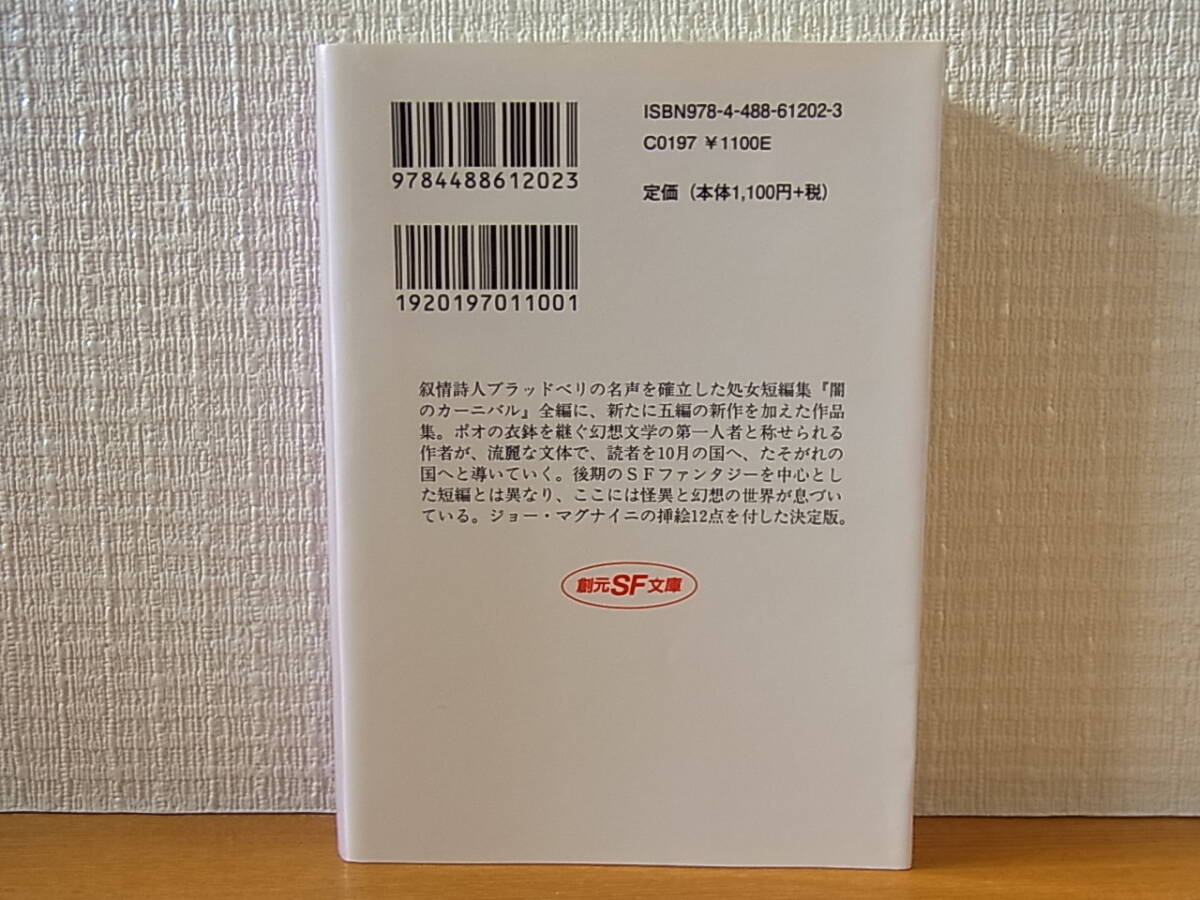 ISBN978-4-488-61202-3
C0197 ¥1100E
9784488612023
定価（本体1,100円+税）
1920197011001
叙情詩人ブラッドベリの名声を確立した処女短編集『闇
のカーニバル』全編に、新たに五編の新作を加えた作品
集。ポオの衣鉢を継ぐ幻想文学の第一人者と称せられる
作者が、流麗な文体で、読者を10月の国へ、たそがれの
国へと導いていく。後期のＳＦファンタジーを中心とし
た短編とは異なり、ここには怪異と幻想の世界が息づい
ている。ジョー・マグナイニの挿絵12点を付した決定版。
創元SF文庫